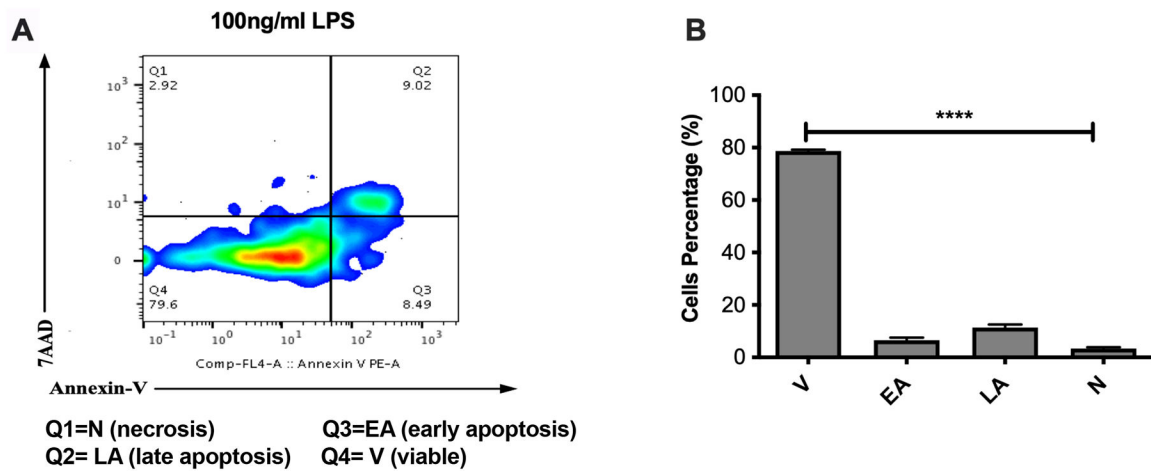 A
100ng/ml LPS
Q1
2.92
Q2
9.02
10³
10²
10¹
0
Q4
79.6
Q3
8.49
10⁻¹ 10⁰ 10¹ 10² 10³
Comp-FL4-A :: Annexin V PE-A
7AAD
Annexin-V
Q1=N (necrosis) Q3=EA (early apoptosis)
Q2= LA (late apoptosis) Q4= V (viable)
B
100
80
60
40
20
0
Cells Percentage (%)
****
V EA LA N